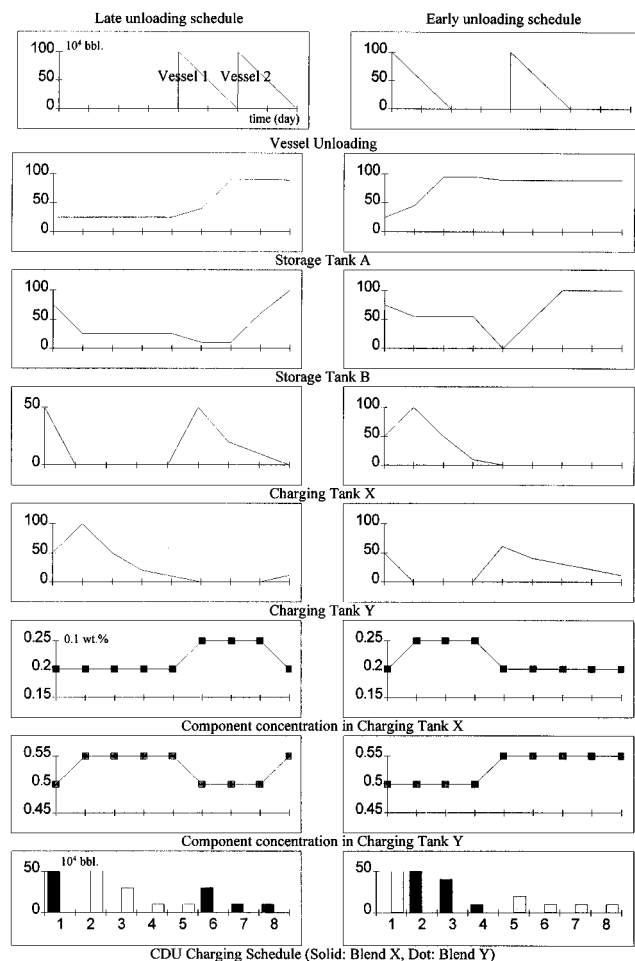 Late unloading schedule
Early unloading schedule
100
10⁴ bbl.
50
0
Vessel 1
Vessel 2
time (day)
100
50
0
Vessel Unloading
100
50
0
100
50
0
Storage Tank A
100
50
0
100
50
0
Storage Tank B
50
0
100
50
0
Charging Tank X
100
50
0
100
50
0
Charging Tank Y
0.25
0.1 wt.%
0.2
0.15
0.25
0.2
0.15
Component concentration in Charging Tank X
0.55
0.5
0.45
0.55
0.5
0.45
Component concentration in Charging Tank Y
50
10⁴ bbl.
0
1 2 3 4 5 6 7 8
50
0
1 2 3 4 5 6 7 8
CDU Charging Schedule (Solid: Blend X, Dot: Blend Y)